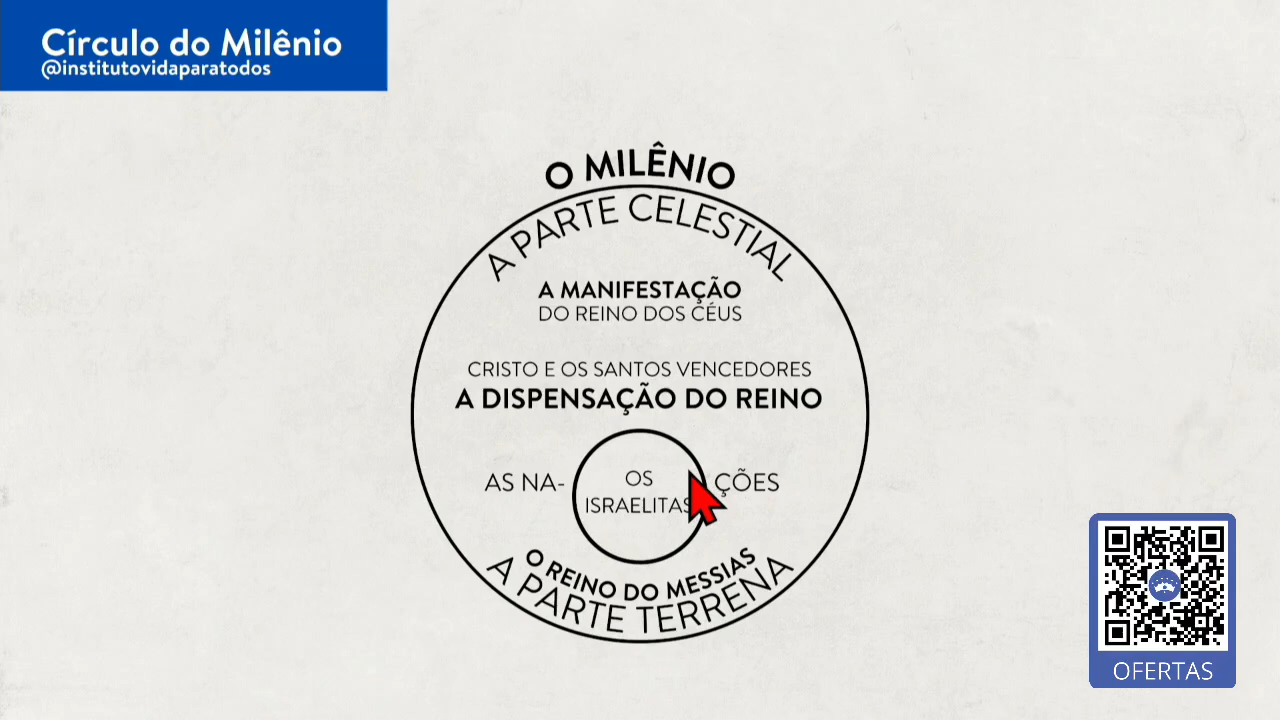 Círculo do Milênio
@institutovidaparatodos
O MILÊNIO
A PARTE CELESTIAL
A MANIFESTAÇÃO
DO REINO DOS CÉUS
CRISTO E OS SANTOS VENCEDORES
A DISPENSAÇÃO DO REINO
AS NA- OS ÇÕES
ISRAELITAS
O REINO DO MESSIAS
A PARTE TERRENA
OFERTAS